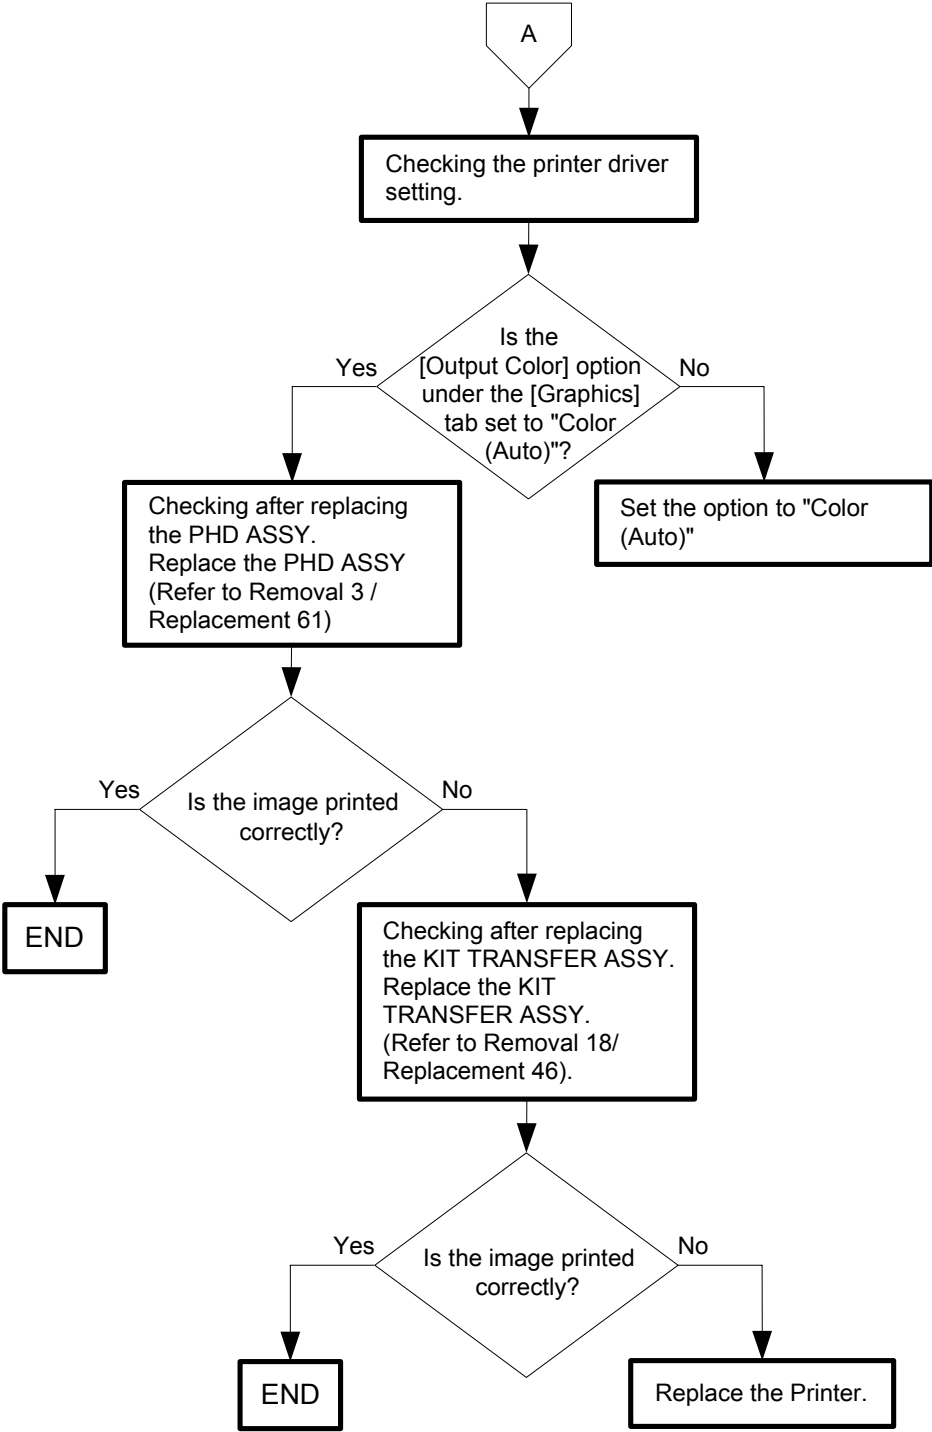 A
Checking the printer driver
setting.
Is the
[Output Color] option
under the [Graphics]
tab set to "Color
(Auto)"?
Yes
No
Checking after replacing
the PHD ASSY.
Replace the PHD ASSY
(Refer to Removal 3 /
Replacement 61)
Set the option to "Color
(Auto)"
Yes
Is the image printed
correctly?
No
END
Checking after replacing
the KIT TRANSFER ASSY.
Replace the KIT
TRANSFER ASSY.
(Refer to Removal 18/
Replacement 46).
Yes
Is the image printed
correctly?
No
END
Replace the Printer.